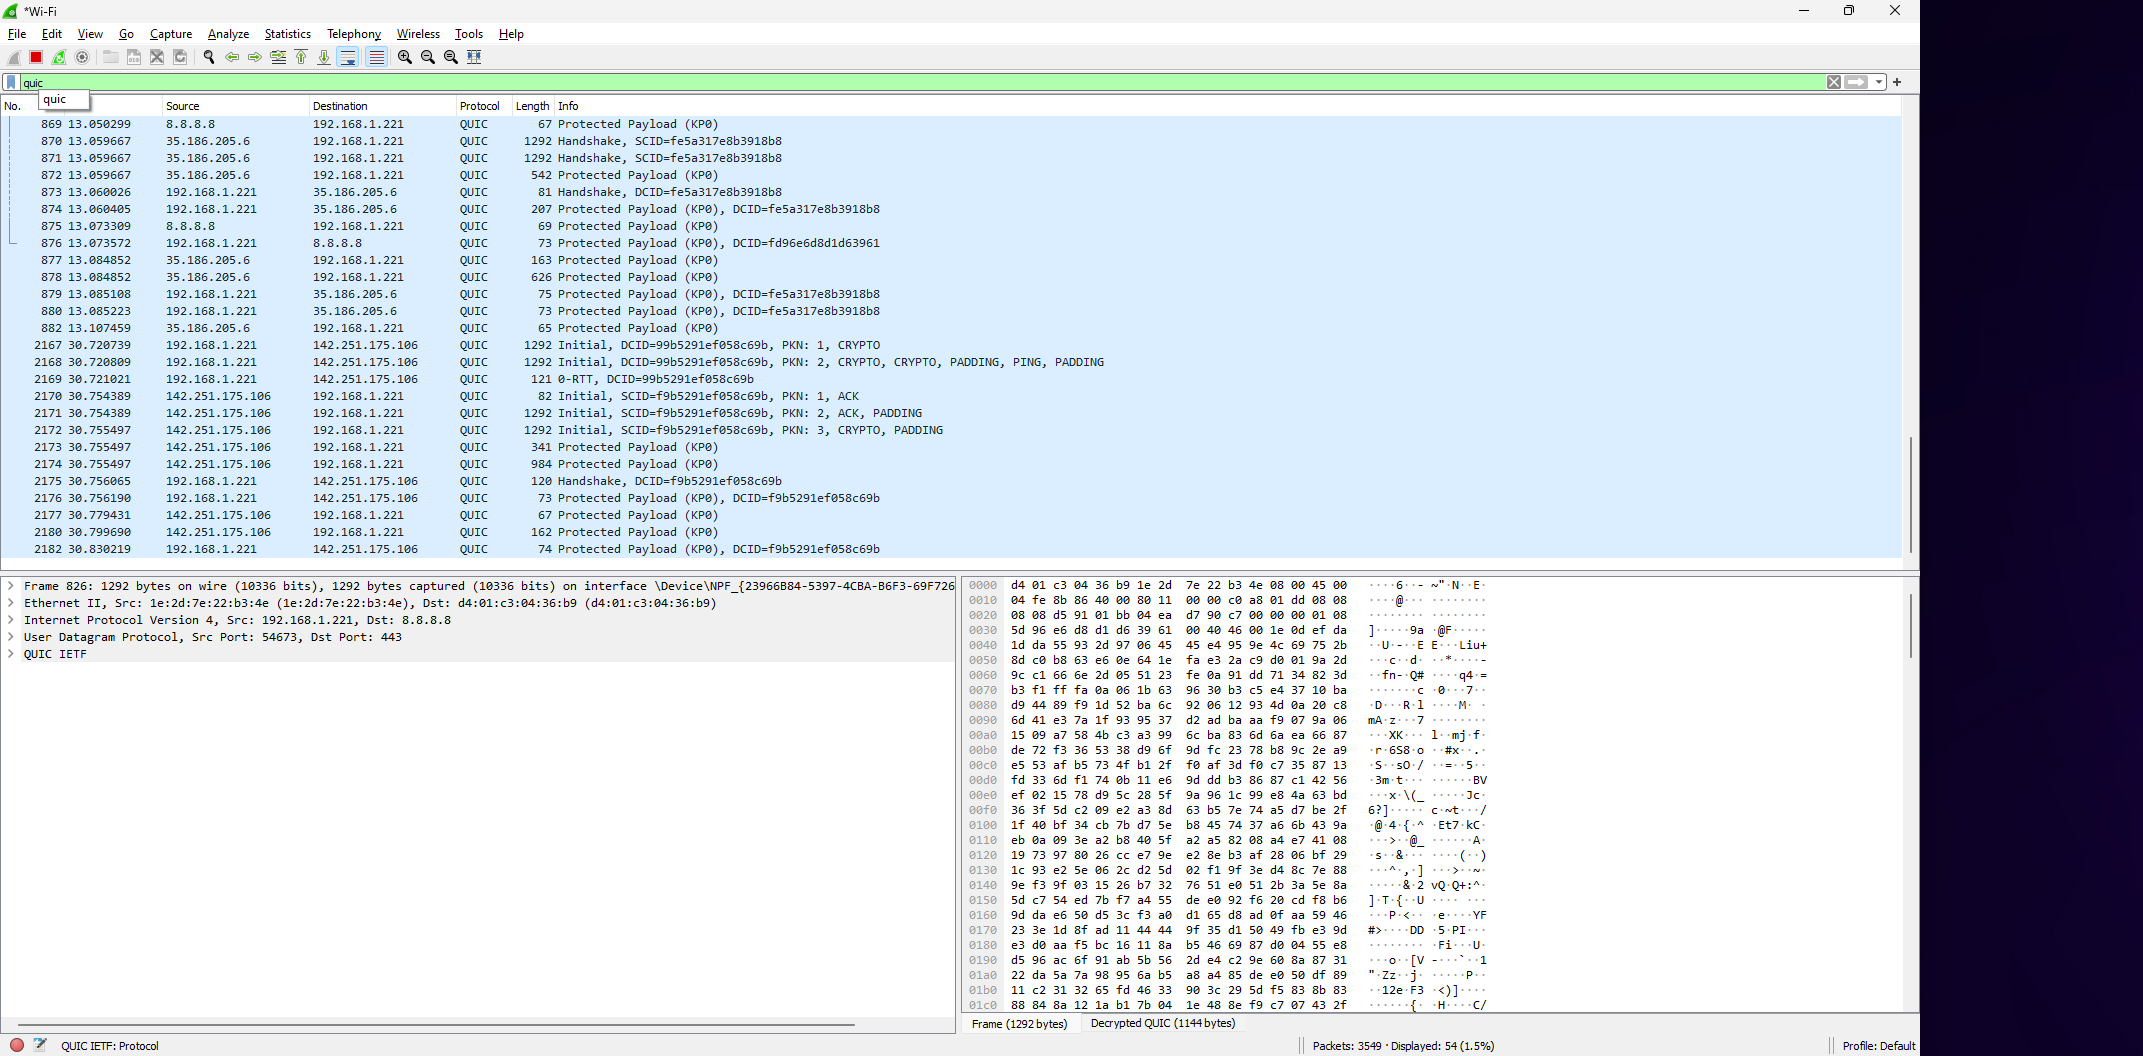 *Wi-Fi
File Edit View Go Capture Analyze Statistics Telephony Wireless Tools Help
quic
quic
No. Source Destination Protocol Length Info
869 13.050299 8.8.8.8 192.168.1.221 QUIC 67 Protected Payload (KP0)
870 13.059667 35.186.205.6 192.168.1.221 QUIC 1292 Handshake, SCID=fe5a317e8b3918b8
871 13.059667 35.186.205.6 192.168.1.221 QUIC 1292 Handshake, SCID=fe5a317e8b3918b8
872 13.059667 35.186.205.6 192.168.1.221 QUIC 542 Protected Payload (KP0)
873 13.060026 192.168.1.221 35.186.205.6 QUIC 81 Handshake, DCID=fe5a317e8b3918b8
874 13.060405 192.168.1.221 35.186.205.6 QUIC 207 Protected Payload (KP0), DCID=fe5a317e8b3918b8
875 13.073309 8.8.8.8 192.168.1.221 QUIC 69 Protected Payload (KP0)
876 13.073572 192.168.1.221 8.8.8.8 QUIC 73 Protected Payload (KP0), DCID=fd96e6d8d1d63961
877 13.084852 35.186.205.6 192.168.1.221 QUIC 163 Protected Payload (KP0)
878 13.084852 35.186.205.6 192.168.1.221 QUIC 626 Protected Payload (KP0)
879 13.085108 192.168.1.221 35.186.205.6 QUIC 75 Protected Payload (KP0), DCID=fe5a317e8b3918b8
880 13.085223 192.168.1.221 35.186.205.6 QUIC 73 Protected Payload (KP0), DCID=fe5a317e8b3918b8
882 13.107459 35.186.205.6 192.168.1.221 QUIC 65 Protected Payload (KP0)
2167 30.720739 192.168.1.221 142.251.175.106 QUIC 1292 Initial, DCID=99b5291ef058c69b, PKN: 1, CRYPTO
2168 30.720809 192.168.1.221 142.251.175.106 QUIC 1292 Initial, DCID=99b5291ef058c69b, PKN: 2, CRYPTO, CRYPTO, PADDING, PING, PADDING
2169 30.721021 192.168.1.221 142.251.175.106 QUIC 121 0-RTT, DCID=99b5291ef058c69b
2170 30.754389 142.251.175.106 192.168.1.221 QUIC 82 Initial, SCID=f9b5291ef058c69b, PKN: 1, ACK
2171 30.754389 142.251.175.106 192.168.1.221 QUIC 1292 Initial, SCID=f9b5291ef058c69b, PKN: 2, ACK, PADDING
2172 30.755497 142.251.175.106 192.168.1.221 QUIC 1292 Initial, SCID=f9b5291ef058c69b, PKN: 3, CRYPTO, PADDING
2173 30.755497 142.251.175.106 192.168.1.221 QUIC 341 Protected Payload (KP0)
2174 30.755497 142.251.175.106 192.168.1.221 QUIC 984 Protected Payload (KP0)
2175 30.756065 192.168.1.221 142.251.175.106 QUIC 120 Handshake, DCID=f9b5291ef058c69b
2176 30.756190 192.168.1.221 142.251.175.106 QUIC 73 Protected Payload (KP0), DCID=f9b5291ef058c69b
2177 30.779431 142.251.175.106 192.168.1.221 QUIC 67 Protected Payload (KP0)
2180 30.799690 142.251.175.106 192.168.1.221 QUIC 162 Protected Payload (KP0)
2182 30.830219 192.168.1.221 142.251.175.106 QUIC 74 Protected Payload (KP0), DCID=f9b5291ef058c69b
Frame 826: 1292 bytes on wire (10336 bits), 1292 bytes captured (10336 bits) on interface \Device\NPF_{23966B84-5397-4CBA-B6F3-69F726
Ethernet II, Src: 1e:2d:7e:22:b3:4e (1e:2d:7e:22:b3:4e), Dst: d4:01:c3:04:36:b9 (d4:01:c3:04:36:b9)
Internet Protocol Version 4, Src: 192.168.1.221, Dst: 8.8.8.8
User Datagram Protocol, Src Port: 54673, Dst Port: 443
QUIC IETF
0000 d4 01 c3 04 36 b9 1e 2d 7e 22 b3 4e 08 00 45 00 ····6··- ~"·N··E·
0010 04 fe 8b 86 40 00 80 11 00 00 c0 a8 01 dd 08 08 ····@··· ········
0020 08 08 d5 91 01 bb 04 ea d7 90 c7 00 00 00 01 08 ········ ········
0030 5d 96 e6 d8 d1 d6 39 61 00 40 46 00 1e 0d ef da ]·····9a ·@F·····
0040 1d da 55 93 2d 97 06 45 45 e4 95 9e 4c 69 75 2b ··U·-··E E···Liu+
0050 8d c0 b8 63 e6 0e 64 1e fa e3 2a c9 d0 01 9a 2d ···c··d· ··*····-
0060 9c c1 66 6e 2d 05 51 23 fe 0a 91 dd 71 34 82 3d ··fn-·Q# ····q4·=
0070 b3 f1 ff fa 0a 06 1b 63 96 30 b3 c5 e4 37 10 ba ·······c ·0···7··
0080 d9 44 89 f9 1d 52 ba 6c 92 06 12 93 4d 0a 20 c8 ·D···R·l ····M· ·
0090 6d 41 e3 7a 1f 93 95 37 d2 ad ba aa f9 07 9a 06 mA·z···7 ········
00a0 15 09 a7 58 4b c3 a3 99 6c ba 83 6d 6a ea 66 87 ···XK··· l··mj·f·
00b0 de 72 f3 36 53 38 d9 6f 9d fc 23 78 b8 9c 2e a9 ·r·6S8·o ··#x··.·
00c0 e5 53 af b5 73 4f b1 2f f0 af 3d f0 c7 35 87 13 ·S··sO·/ ··=··5··
00d0 fd 33 6d f1 74 0b 11 e6 9d dd b3 86 87 c1 42 56 ·3m·t··· ······BV
00e0 ef 02 15 78 d9 5c 28 5f 9a 96 1c 99 e8 4a 63 bd ···x·\(_ ·····Jc·
00f0 36 3f 5d c2 09 e2 a3 8d 63 b5 7e 74 a5 d7 be 2f 6?]····· c·~t···/
0100 1f 40 bf 34 cb 7b d7 5e b8 45 74 37 a6 6b 43 9a ·@·4·{·^ ·Et7·kC·
0110 eb 0a 09 3e a2 b8 40 5f a2 a5 82 08 a4 e7 41 08 ···>··@_ ······A·
0120 19 73 97 80 26 cc e7 9e e2 8e b3 af 28 06 bf 29 ·s··&··· ····(··)
0130 1c 93 e2 5e 06 2c d2 5d 02 f1 9f 3e d4 8c 7e 88 ···^·,·] ···>··~·
0140 9e f3 9f 03 15 26 b7 32 76 51 e0 51 2b 3a 5e 8a ·····&·2 vQ·Q+:^·
0150 5d c7 54 ed 7b f7 a4 55 de e0 92 f6 20 cd f8 b6 ]·T·{··U ···· ···
0160 9d da e6 50 d5 3c f3 a0 d1 65 d8 ad 0f aa 59 46 ···P·<·· ·e····YF
0170 23 3e 1d 8f ad 11 44 44 9f 35 d1 50 49 fb e3 9d #>····DD ·5·PI···
0180 e3 d0 aa f5 bc 16 11 8a b5 46 69 87 d0 04 55 e8 ········ ·Fi···U·
0190 d5 96 ac 6f 91 ab 5b 56 2d e4 c2 9e 60 8a 87 31 ···o··[V -···`··1
01a0 22 da 5a 7a 98 95 6a b5 a8 a4 85 de e0 50 df 89 "·Zz··j· ·····P··
01b0 11 c2 31 32 65 fd 46 33 90 3c 29 5d f5 83 8b 83 ··12e·F3 ·<)]····
01c0 88 84 8a 12 1a b1 7b 04 1e 48 8e f9 c7 07 43 2f ······{· ·H····C/
Frame (1292 bytes) Decrypted QUIC (1144 bytes)
QUIC IETF: Protocol Packets: 3549 · Displayed: 54 (1.5%) Profile: Default